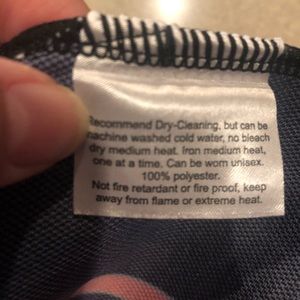 Recommend Dry-Cleaning, but can be
machine washed cold water, no bleach
dry medium heat. Iron medium heat,
one at a time. Can be worn unisex.
100% polyester.
Not fire retardant or fire proof, keep
away from flame or extreme heat.